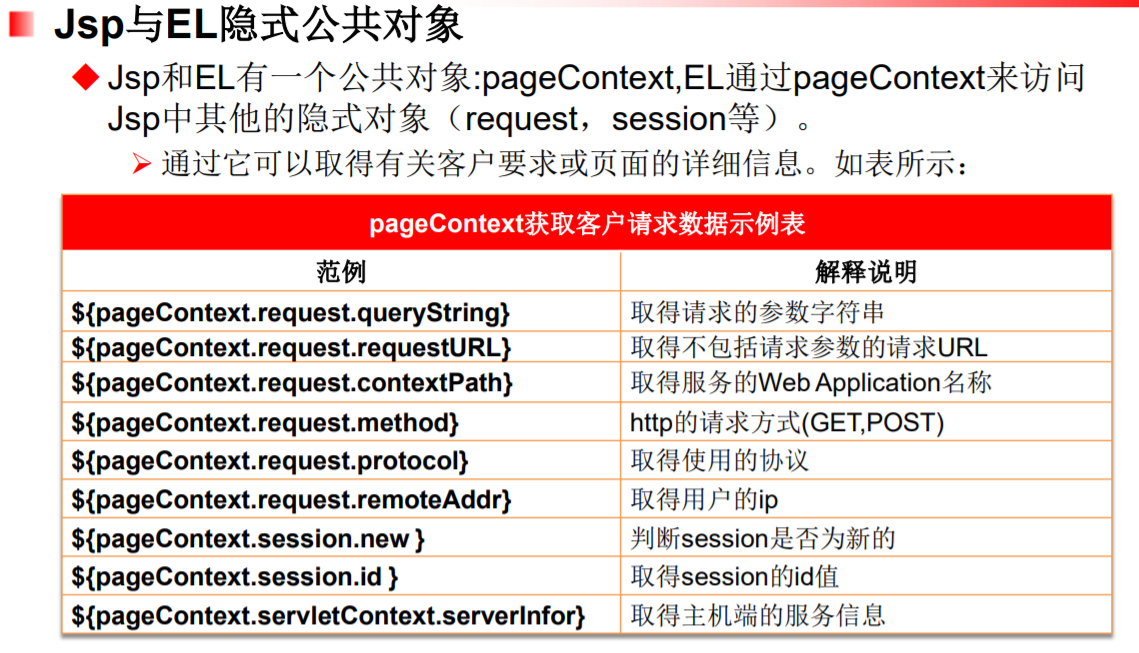 Jsp与EL隐式公共对象
Jsp和EL有一个公共对象:pageContext,EL通过pageContext来访问
Jsp中其他的隐式对象（request，session等）。
通过它可以取得有关客户要求或页面的详细信息。如表所示：
pageContext获取客户请求数据示例表
范例 解释说明
${pageContext.request.queryString} 取得请求的参数字符串
${pageContext.request.requestURL} 取得不包括请求参数的请求URL
${pageContext.request.contextPath} 取得服务的Web Application名称
${pageContext.request.method} http的请求方式(GET,POST)
${pageContext.request.protocol} 取得使用的协议
${pageContext.request.remoteAddr} 取得用户的ip
${pageContext.session.new } 判断session是否为新的
${pageContext.session.id } 取得session的id值
${pageContext.servletContext.serverInfor} 取得主机端的服务信息